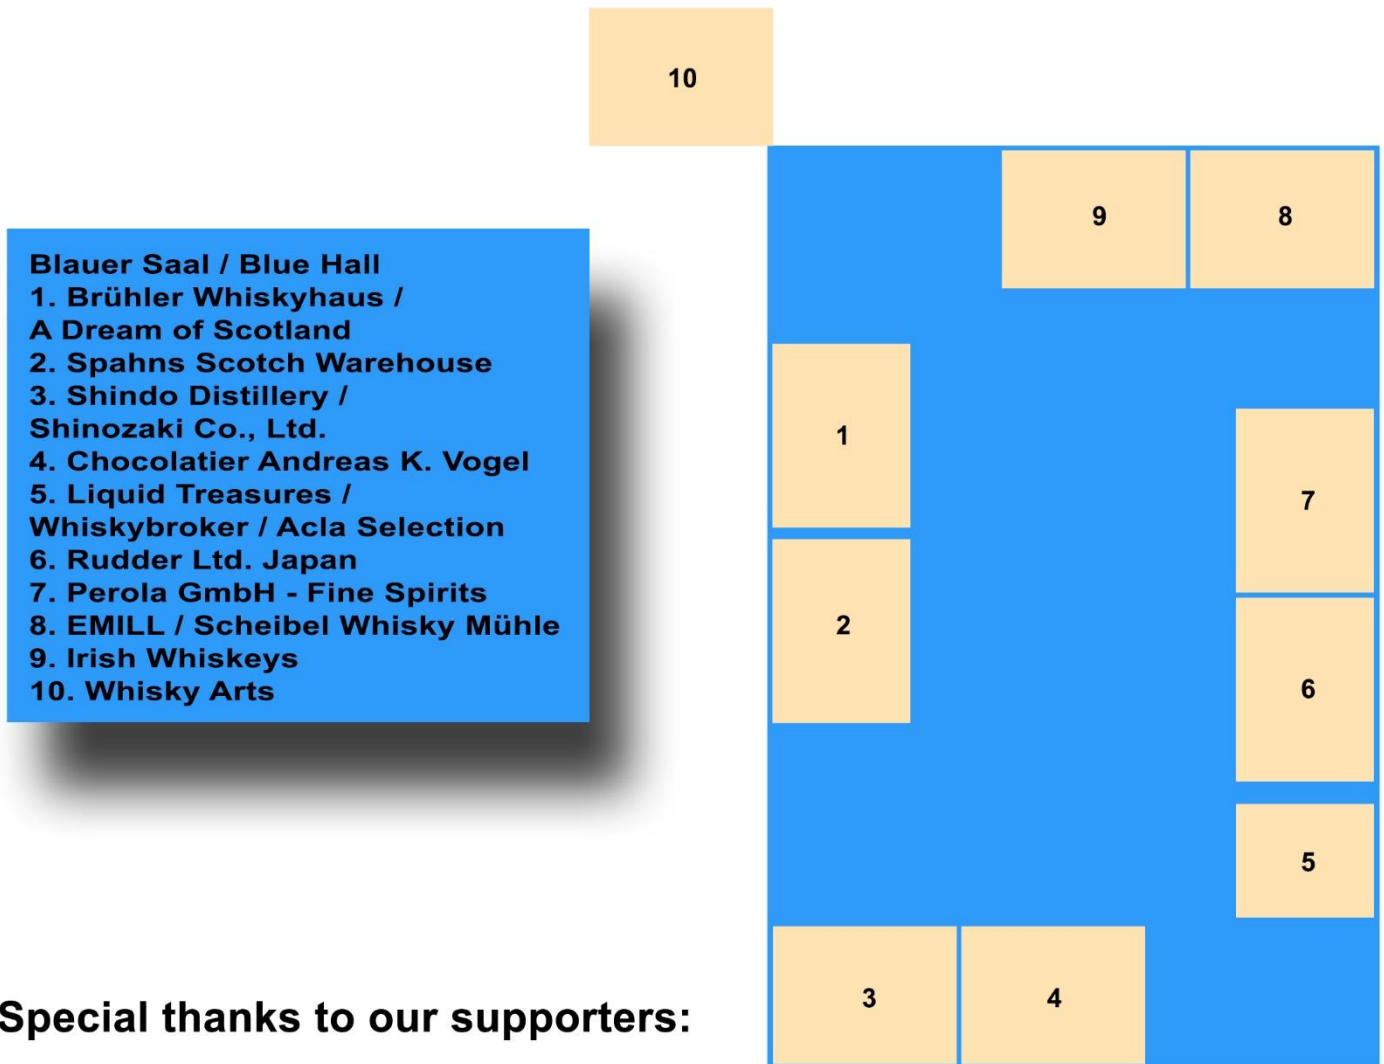 10
9
8
Blauer Saal / Blue Hall
1. Brühler Whiskyhaus /
A Dream of Scotland
2. Spahns Scotch Warehouse
3. Shindo Distillery /
Shinozaki Co., Ltd.
4. Chocolatier Andreas K. Vogel
5. Liquid Treasures /
Whiskybroker / Acla Selection
6. Rudder Ltd. Japan
7. Perola GmbH - Fine Spirits
8. EMILL / Scheibel Whisky Mühle
9. Irish Whiskeys
10. Whisky Arts
1
7
2
6
5
3
4
Special thanks to our supporters: